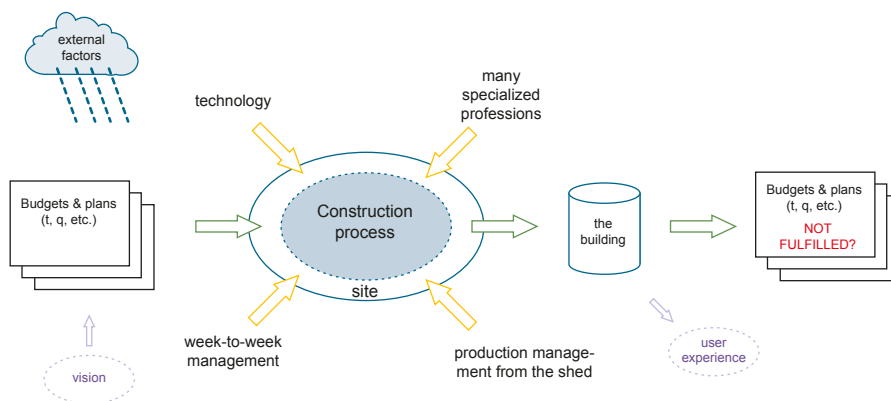 external
factors
technology
many
specialized
professions
Budgets & plans
(t, q, etc.)
Construction
process
site
the
building
Budgets & plans
(t, q, etc.)
NOT
FULFILLED?
week-to-week
management
production manage-
ment from the shed
vision
user
experience